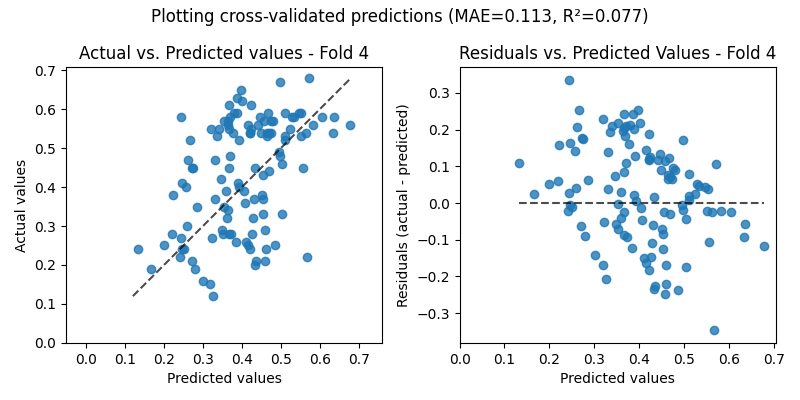 Plotting cross-validated predictions (MAE=0.113, R²=0.077)
Actual vs. Predicted values - Fold 4
Actual values
0.7
0.6
0.5
0.4
0.3
0.2
0.1
0.0
0.0 0.1 0.2 0.3 0.4 0.5 0.6 0.7
Predicted values
Residuals vs. Predicted Values - Fold 4
Residuals (actual - predicted)
0.3
0.2
0.1
0.0
−0.1
−0.2
−0.3
0.0 0.1 0.2 0.3 0.4 0.5 0.6 0.7
Predicted values